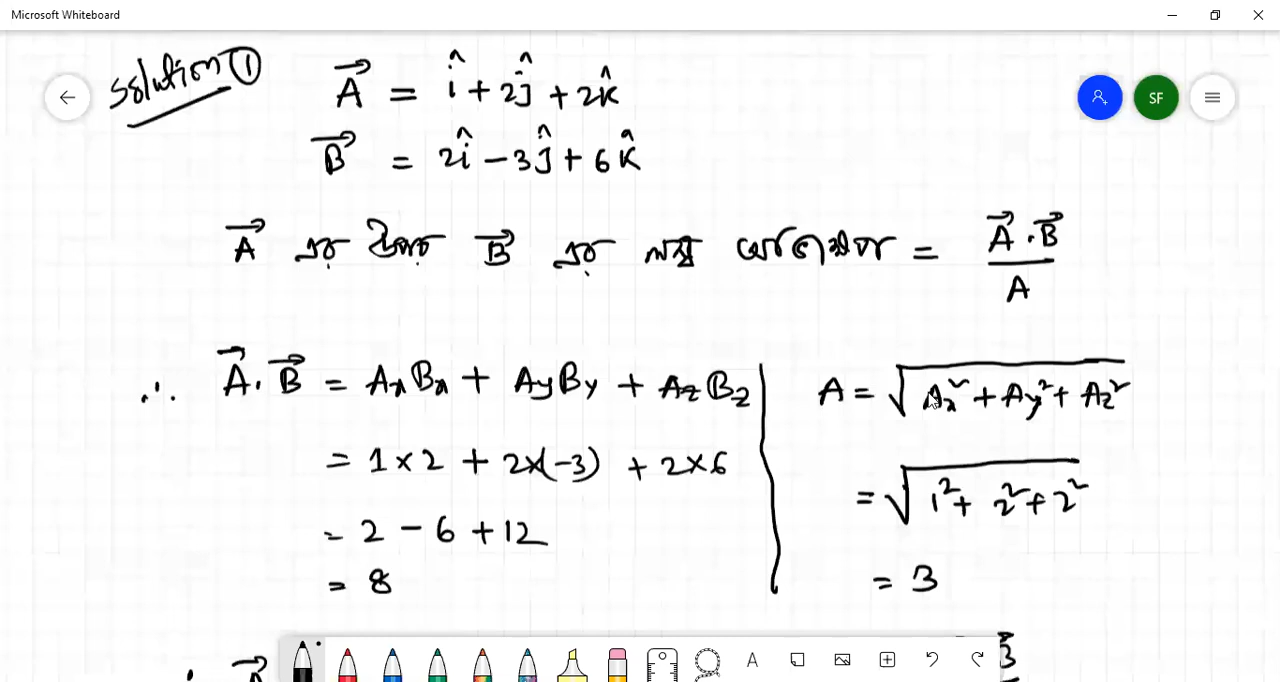 Microsoft Whiteboard
SF
Solution ①
A⃗ = î + 2ĵ + 2k̂
B⃗ = 2î - 3ĵ + 6k̂
A⃗ এর উপর B⃗ এর লম্ব অভিক্ষেপ = A⃗.B⃗ / A
∴ A⃗.B⃗ = AxBx + AyBy + AzBz
= 1×2 + 2×(-3) + 2×6
= 2 - 6 + 12
= 8
A = √(Ax² + Ay² + Az²)
= √(1² + 2² + 2²)
= 3